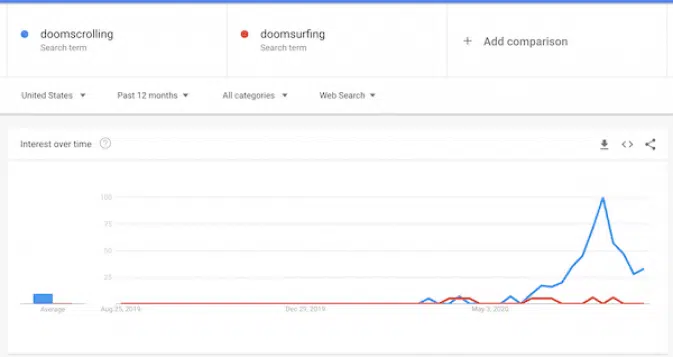 doomscrolling
Search term
doomsurfing
Search term
+ Add comparison
United States Past 12 months All categories Web Search
Interest over time
100
75
50
25
Average
Aug 25, 2019 Dec 29, 2019 May 3, 2020